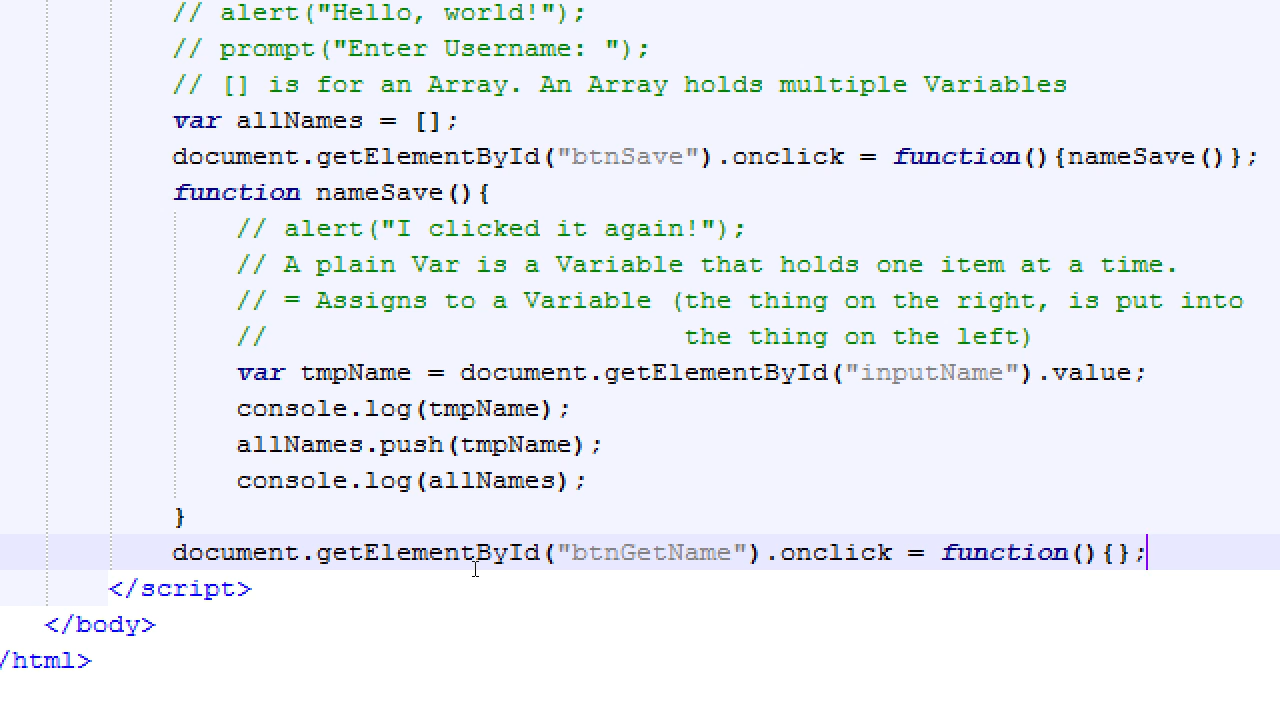 // alert("Hello, world!");
// prompt("Enter Username: ");
// [] is for an Array. An Array holds multiple Variables
var allNames = [];
document.getElementById("btnSave").onclick = function(){nameSave()};
function nameSave(){
// alert("I clicked it again!");
// A plain Var is a Variable that holds one item at a time.
// = Assigns to a Variable (the thing on the right, is put into
// the thing on the left)
var tmpName = document.getElementById("inputName").value;
console.log(tmpName);
allNames.push(tmpName);
console.log(allNames);
}
document.getElementById("btnGetName").onclick = function(){};
</script>
</body>
/html>